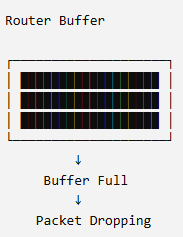 Router Buffer
↓
Buffer Full
↓
Packet Dropping